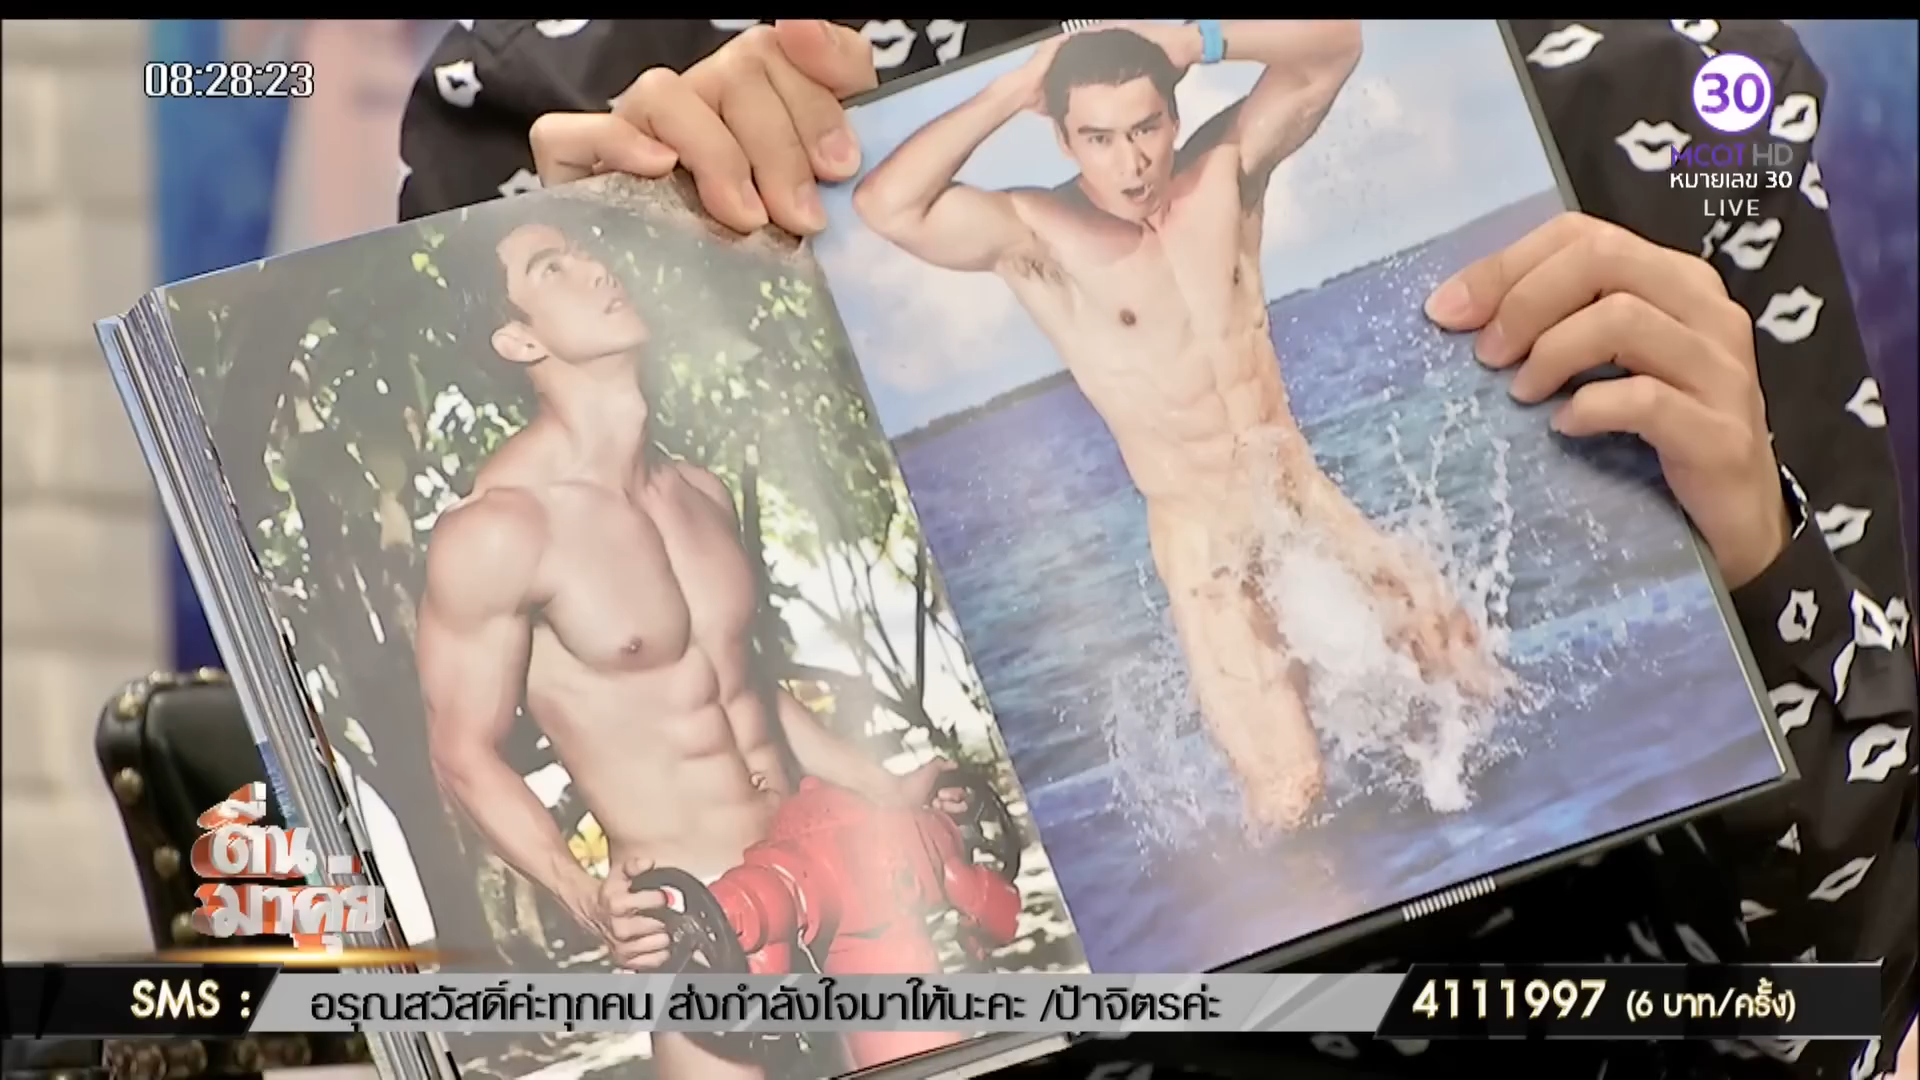 08:28:23
30
MCOT HD
หมายเลข 30
LIVE
ตื่น
มาคุย
SMS : อรุณสวัสดิ์ค่ะทุกคน ส่งกำลังใจมาให้นะคะ /ป้าจิตรค่ะ 4111997 (6 บาท/ครั้ง)